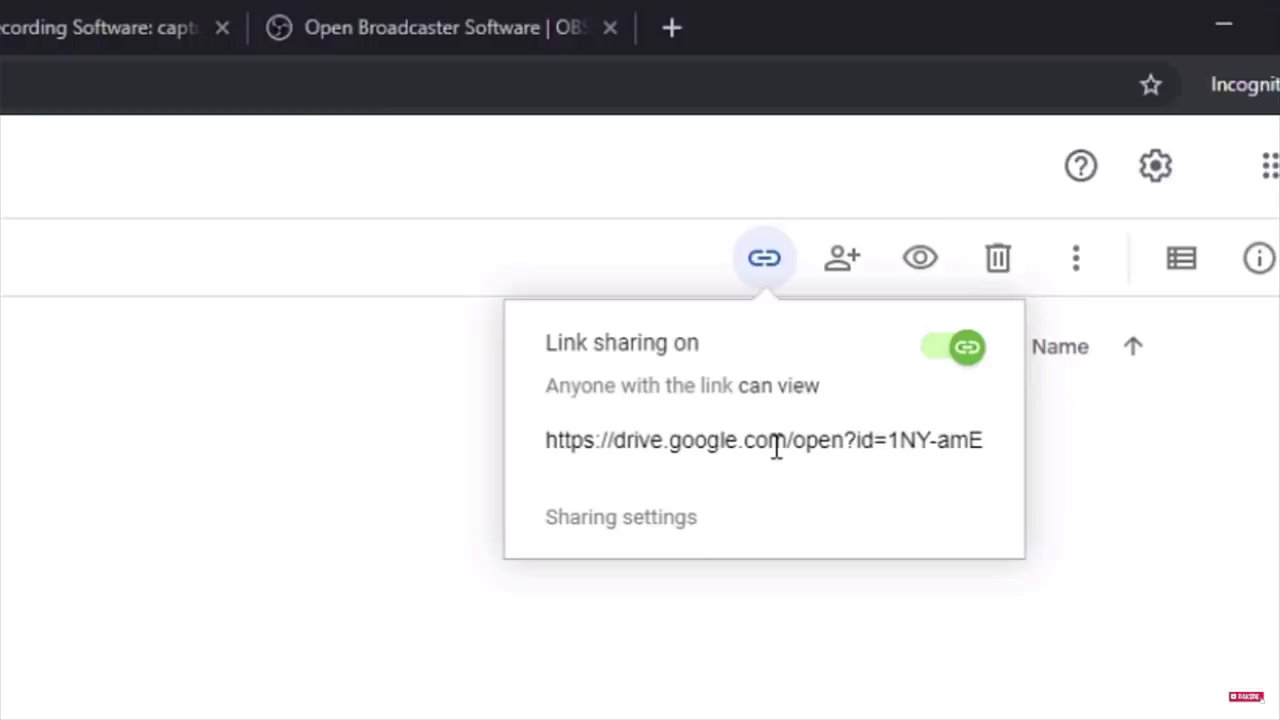 ecording Software: capt
Open Broadcaster Software | OBS
Incognit
Link sharing on
Name
Anyone with the link can view
https://drive.google.com/open?id=1NY-amE
Sharing settings